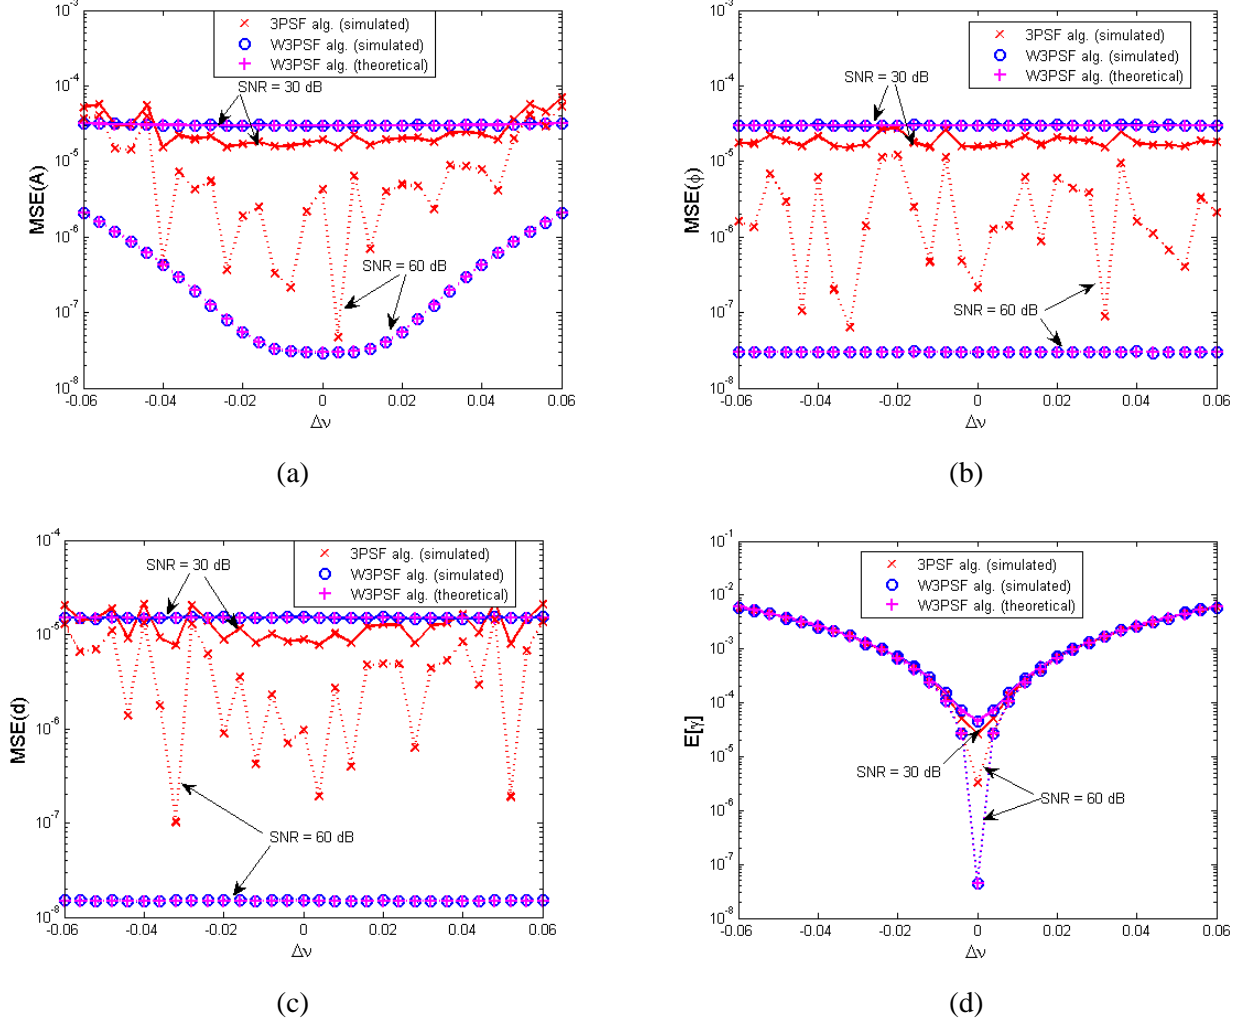 10^-3
10^-4
10^-5
10^-6
10^-7
10^-8
MSE(A)
3PSF alg. (simulated)
W3PSF alg. (simulated)
W3PSF alg. (theoretical)
SNR = 30 dB
SNR = 60 dB
-0.06
-0.04
-0.02
0
0.02
0.04
0.06
Δν
(a)
10^-3
10^-4
10^-5
10^-6
10^-7
10^-8
MSE(ϕ)
3PSF alg. (simulated)
W3PSF alg. (simulated)
W3PSF alg. (theoretical)
SNR = 30 dB
SNR = 60 dB
-0.06
-0.04
-0.02
0
0.02
0.04
0.06
Δν
(b)
10^-4
10^-5
10^-6
10^-7
10^-8
MSE(d)
3PSF alg. (simulated)
W3PSF alg. (simulated)
W3PSF alg. (theoretical)
SNR = 30 dB
SNR = 60 dB
-0.06
-0.04
-0.02
0
0.02
0.04
0.06
Δν
(c)
10^-1
10^-2
10^-3
10^-4
10^-5
10^-6
10^-7
10^-8
E[γ]
3PSF alg. (simulated)
W3PSF alg. (simulated)
W3PSF alg. (theoretical)
SNR = 30 dB
SNR = 60 dB
-0.06
-0.04
-0.02
0
0.02
0.04
0.06
Δν
(d)